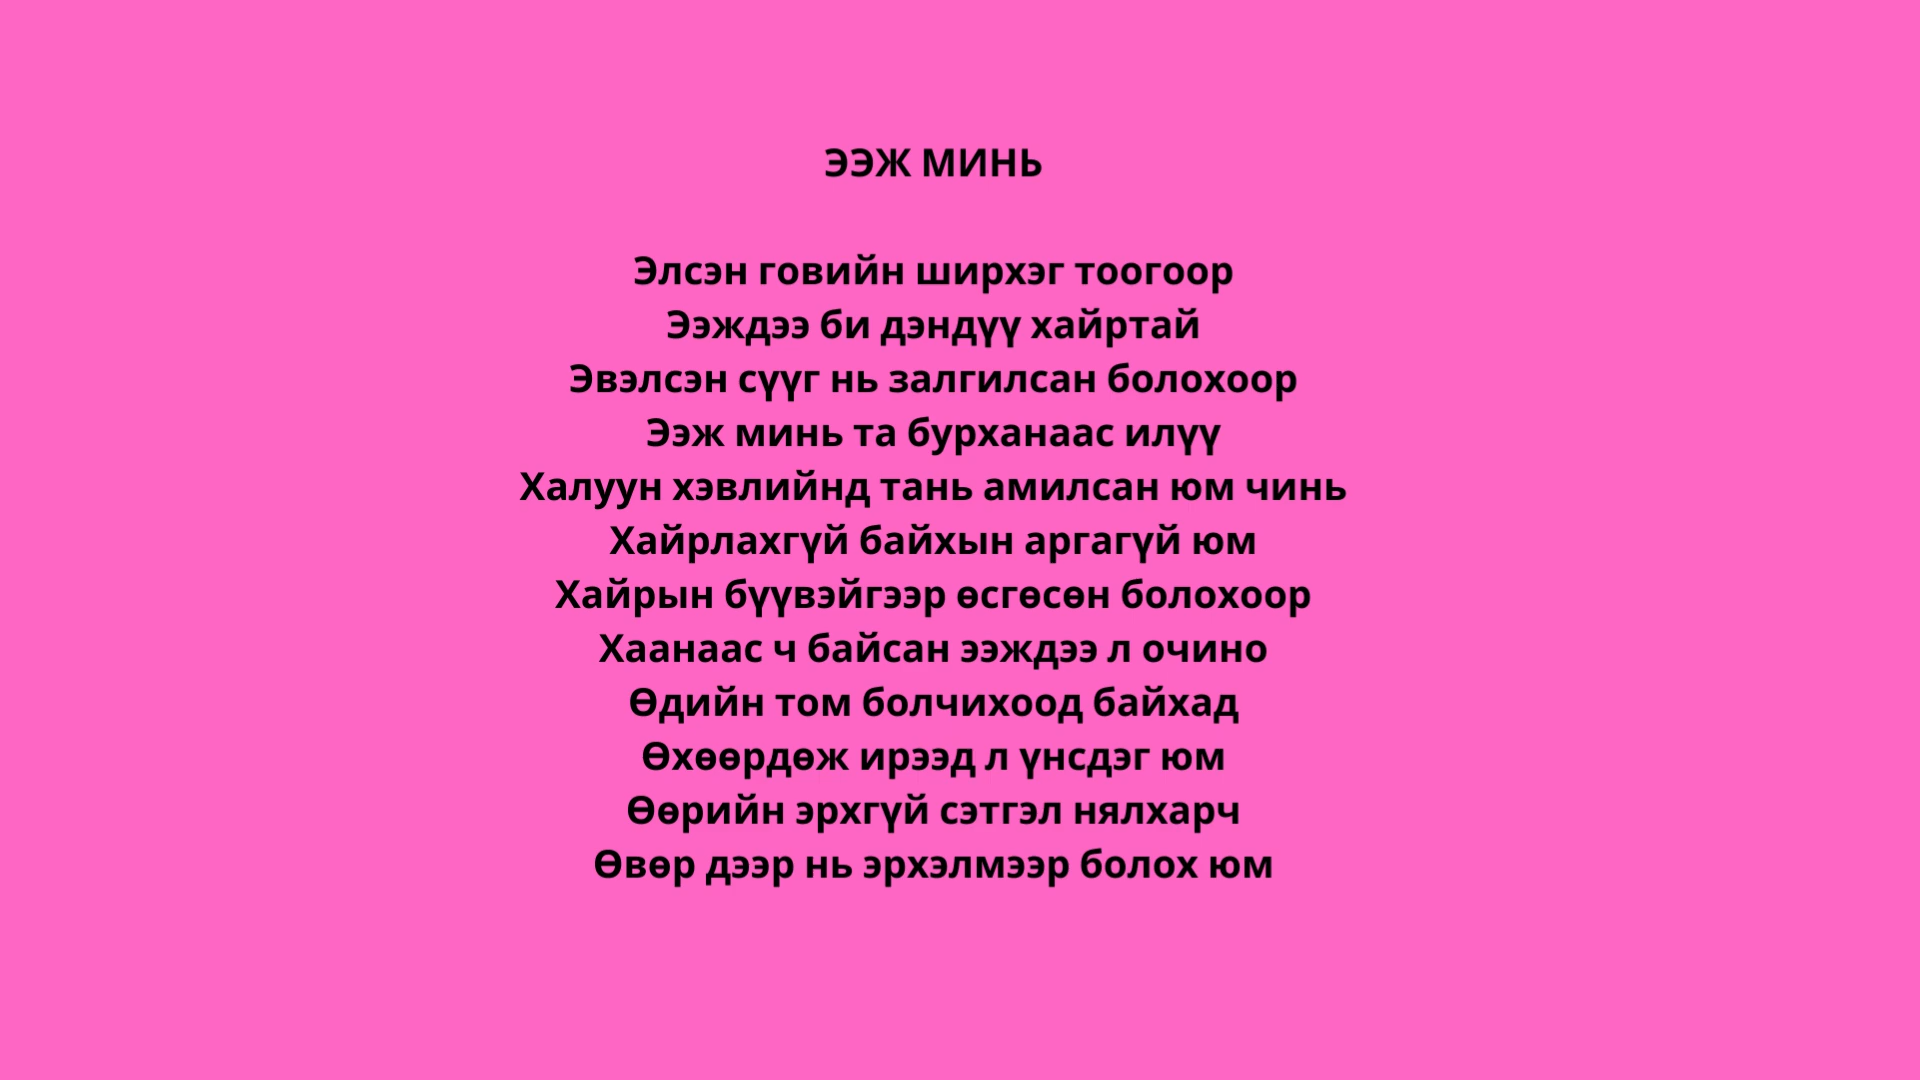 ЭЭЖ МИНЬ
Элсэн говийн ширхэг тоогоор
Ээждээ би дэндүү хайртай
Эвэлсэн сүүг нь залгилсан болохоор
Ээж минь та бурханаас илүү
Халуун хэвлийнд тань амилсан юм чинь
Хайрлахгүй байхын аргагүй юм
Хайрын бүүвэйгээр өсгөсөн болохоор
Хаанаас ч байсан ээждээ л очино
Өдийн том болчихоод байхад
Өхөөрдөж ирээд л үнсдэг юм
Өөрийн эрхгүй сэтгэл нялхарч
Өвөр дээр нь эрхэлмээр болох юм